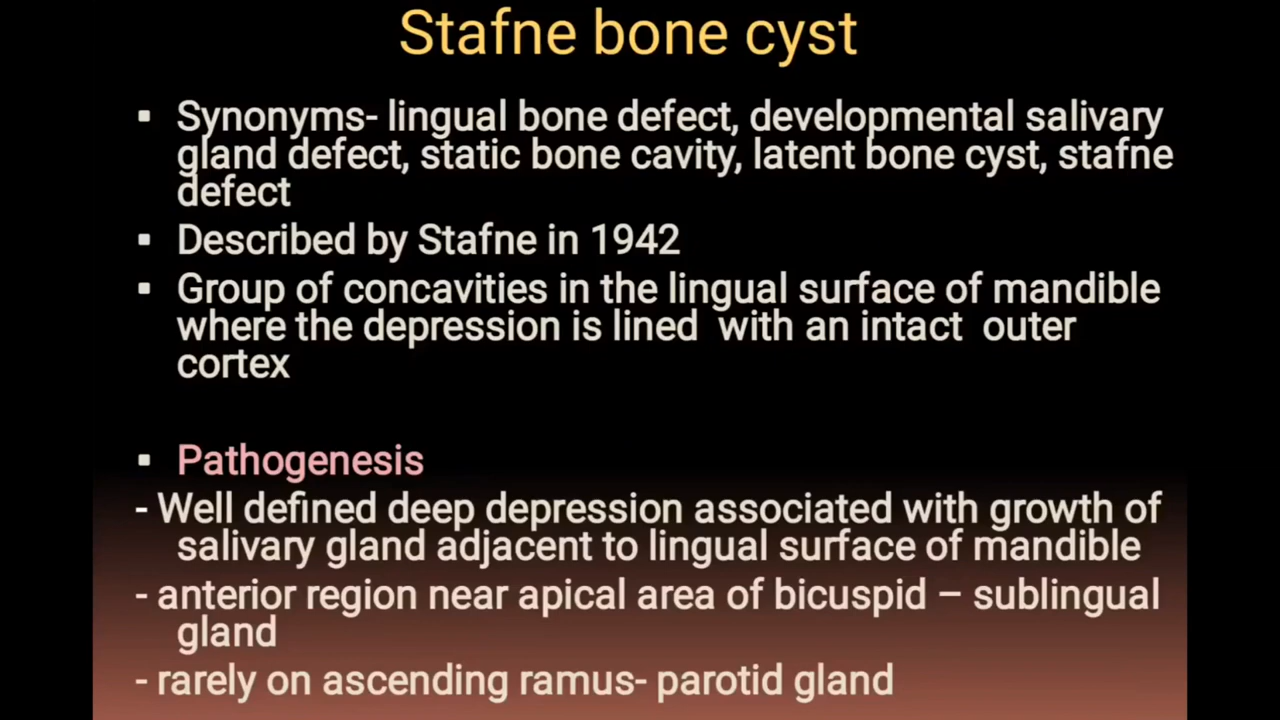 Stafne bone cyst
▪ Synonyms- lingual bone defect, developmental salivary
gland defect, static bone cavity, latent bone cyst, stafne
defect
▪ Described by Stafne in 1942
▪ Group of concavities in the lingual surface of mandible
where the depression is lined with an intact outer
cortex
▪ Pathogenesis
- Well defined deep depression associated with growth of
salivary gland adjacent to lingual surface of mandible
- anterior region near apical area of bicuspid – sublingual
gland
- rarely on ascending ramus- parotid gland